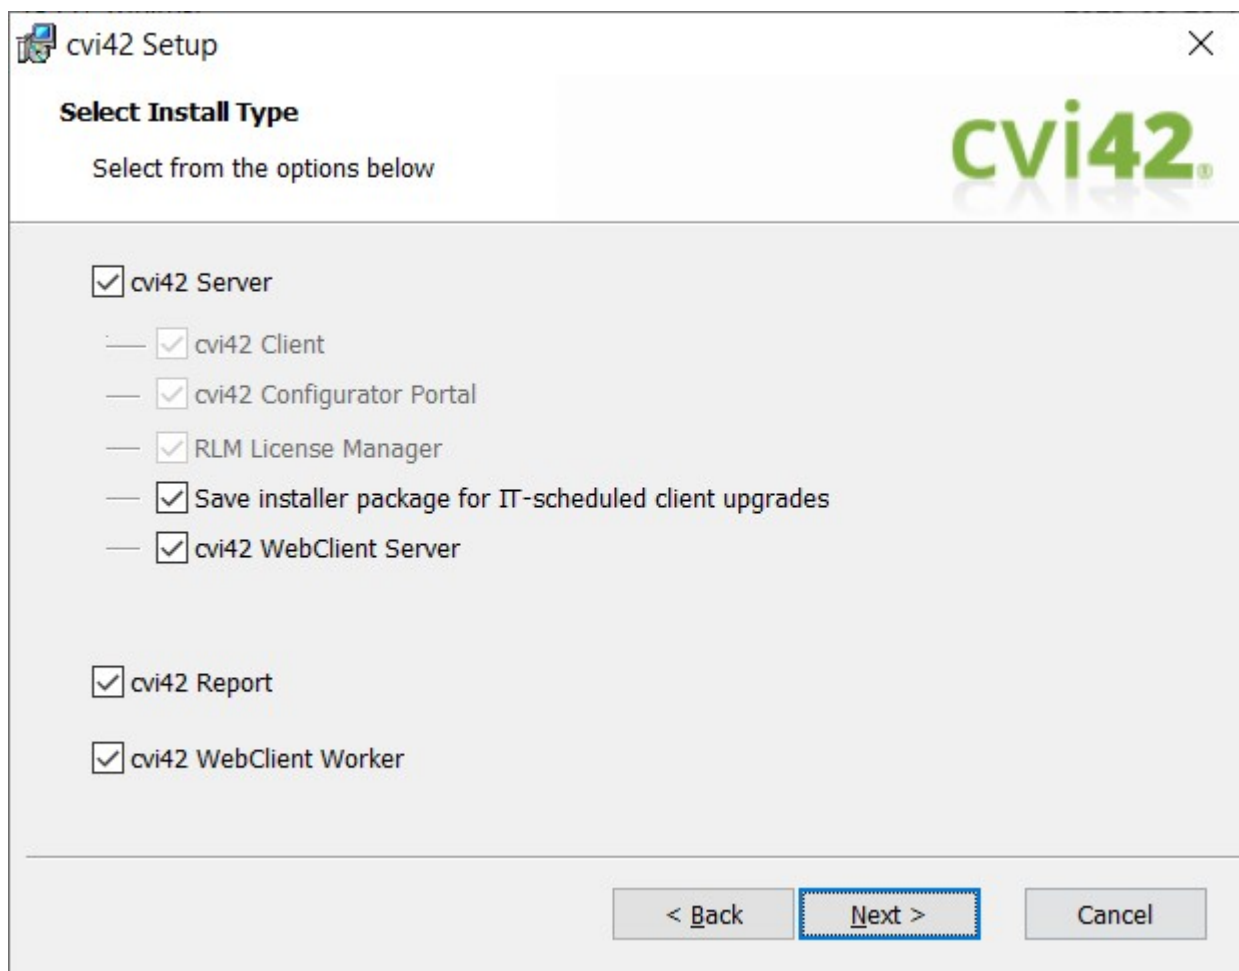 cvi42 Setup
Select Install Type
Select from the options below
cvi42®
cvi42 Server
cvi42 Client
cvi42 Configurator Portal
RLM License Manager
Save installer package for IT-scheduled client upgrades
cvi42 WebClient Server
cvi42 Report
cvi42 WebClient Worker
< Back
Next >
Cancel